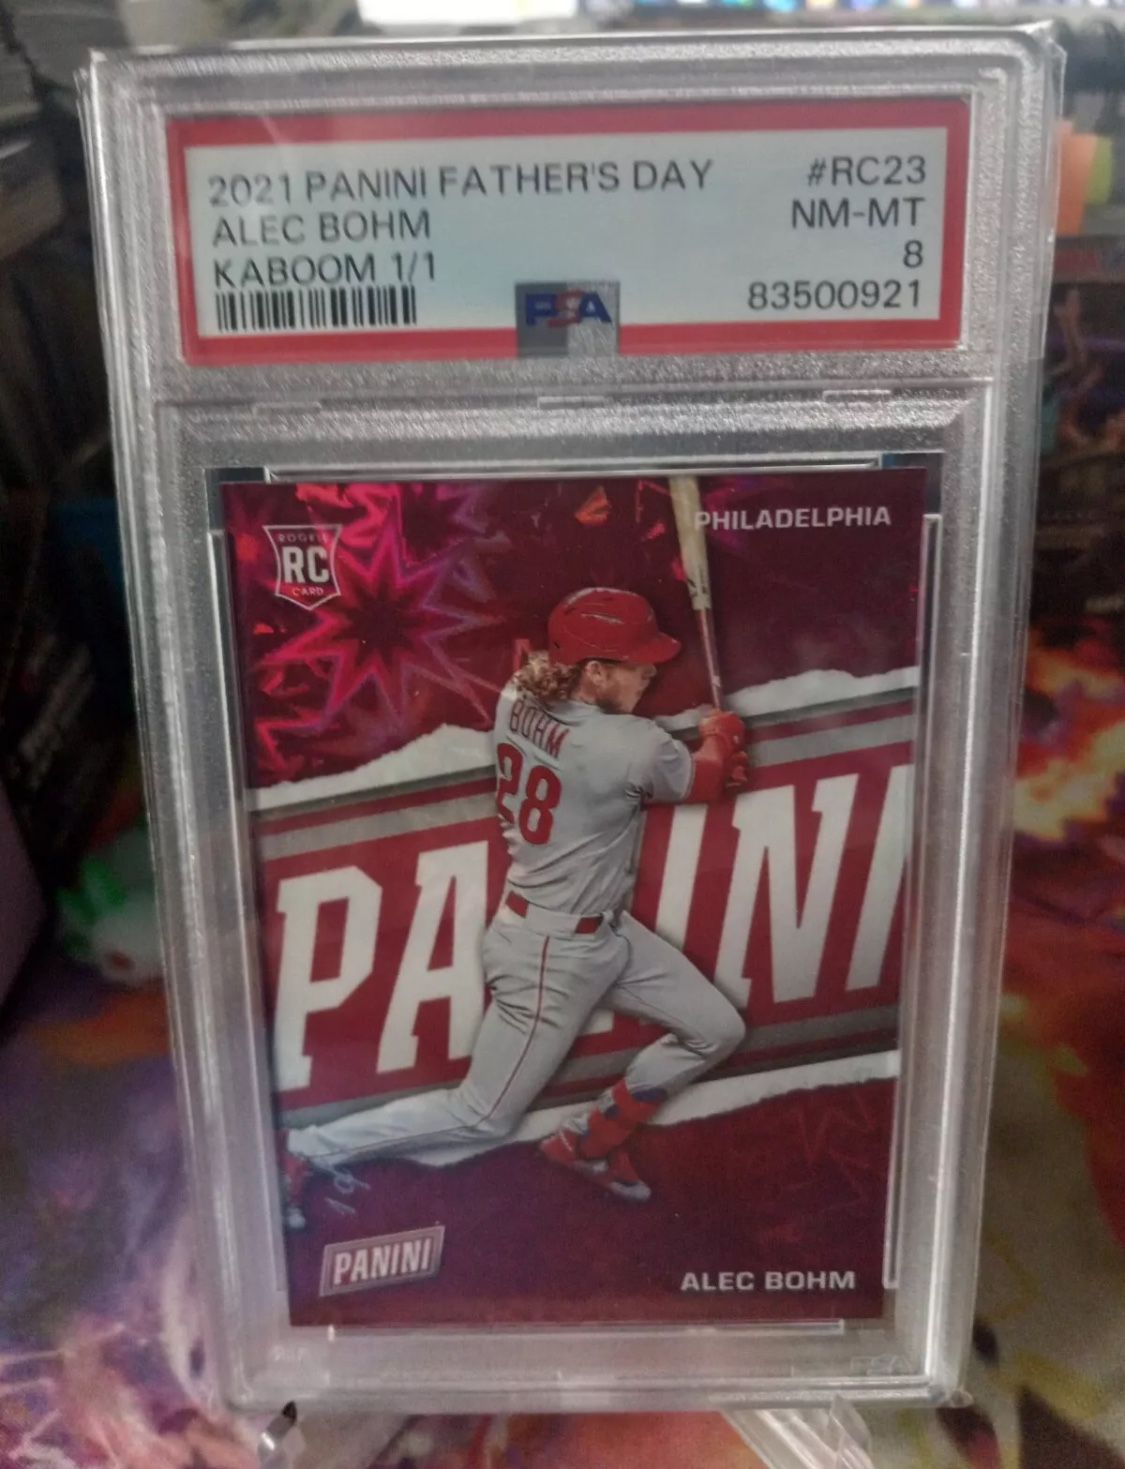 2021 PANINI FATHER'S DAY #RC23
ALEC BOHM NM-MT
KABOOM 1/1 8
PSA 83500921
PHILADELPHIA
ROOKIE
RC
CARD
BOHM
28
PANINI
PANINI
ALEC BOHM